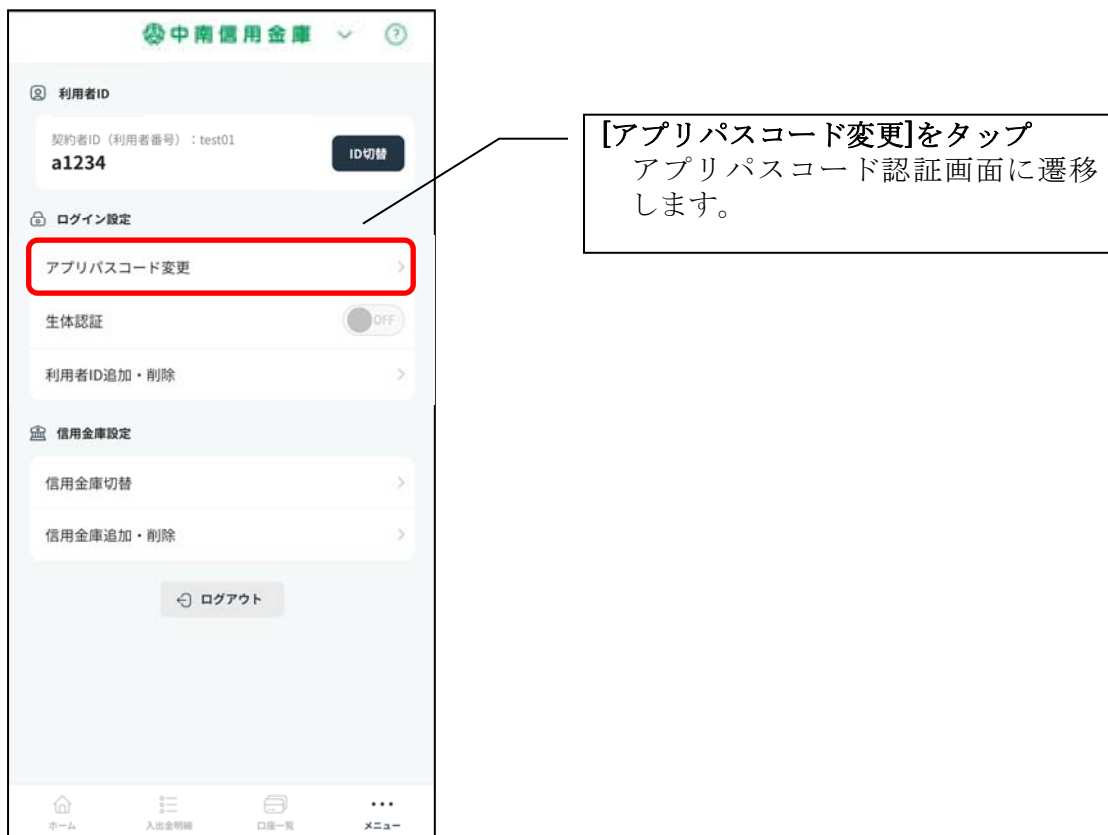 中南信用金庫
利用者ID
契約者ID（利用者番号）：test01
a1234
ID切替
ログイン設定
アプリパスコード変更
生体認証
OFF
利用者ID追加・削除
信用金庫設定
信用金庫切替
信用金庫追加・削除
ログアウト
ホーム
入出金明細
口座一覧
メニュー
[アプリパスコード変更]をタップ
アプリパスコード認証画面に遷移
します。